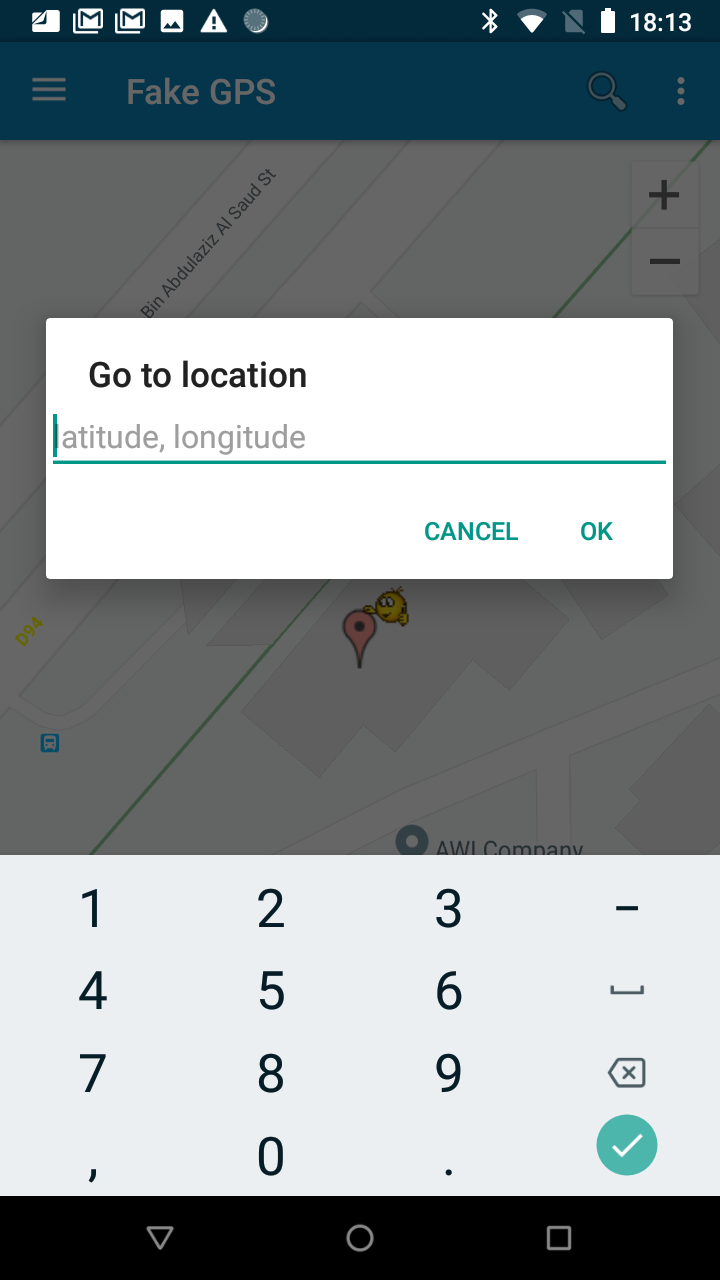 18:13
Fake GPS
Bin Abdulaziz Al Saud St
+
−
Go to location
latitude, longitude
CANCEL OK
D94
AWI Company
1 2 3 −
4 5 6
7 8 9
, 0 .